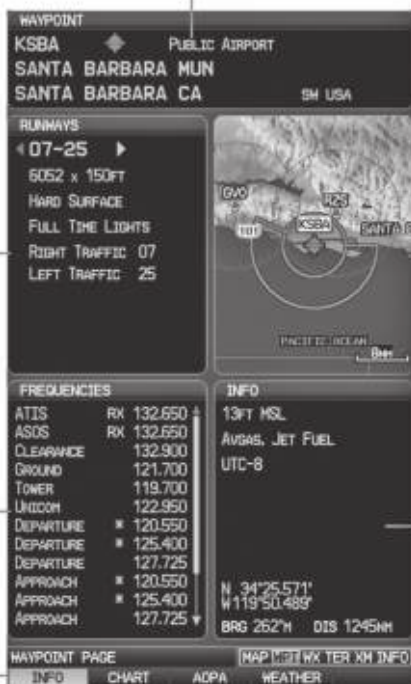 WAYPOINT
KSBA PUBLIC AIRPORT
SANTA BARBARA MUN
SANTA BARBARA CA SW USA
RUNWAYS
07-25
6052 x 150FT
HARD SURFACE
FULL TIME LIGHTS
RIGHT TRAFFIC 07
LEFT TRAFFIC 25
GVO
RZS
KSBA
101
SANTA B
PACIFIC OCEAN
8NM
FREQUENCIES
ATIS RX 132.650
ASOS RX 132.650
CLEARANCE 132.900
GROUND 121.700
TOWER 119.700
UNICOM 122.950
DEPARTURE * 120.550
DEPARTURE * 125.400
DEPARTURE 127.725
APPROACH * 120.550
APPROACH * 125.400
APPROACH 127.725
INFO
13FT MSL
AVGAS, JET FUEL
UTC-8
N 34°25.571'
W119°50.489'
BRG 262°M DIS 1245NM
WAYPOINT PAGE MAP WPT WX TER XM INFO
INFO CHART AOPA WEATHER